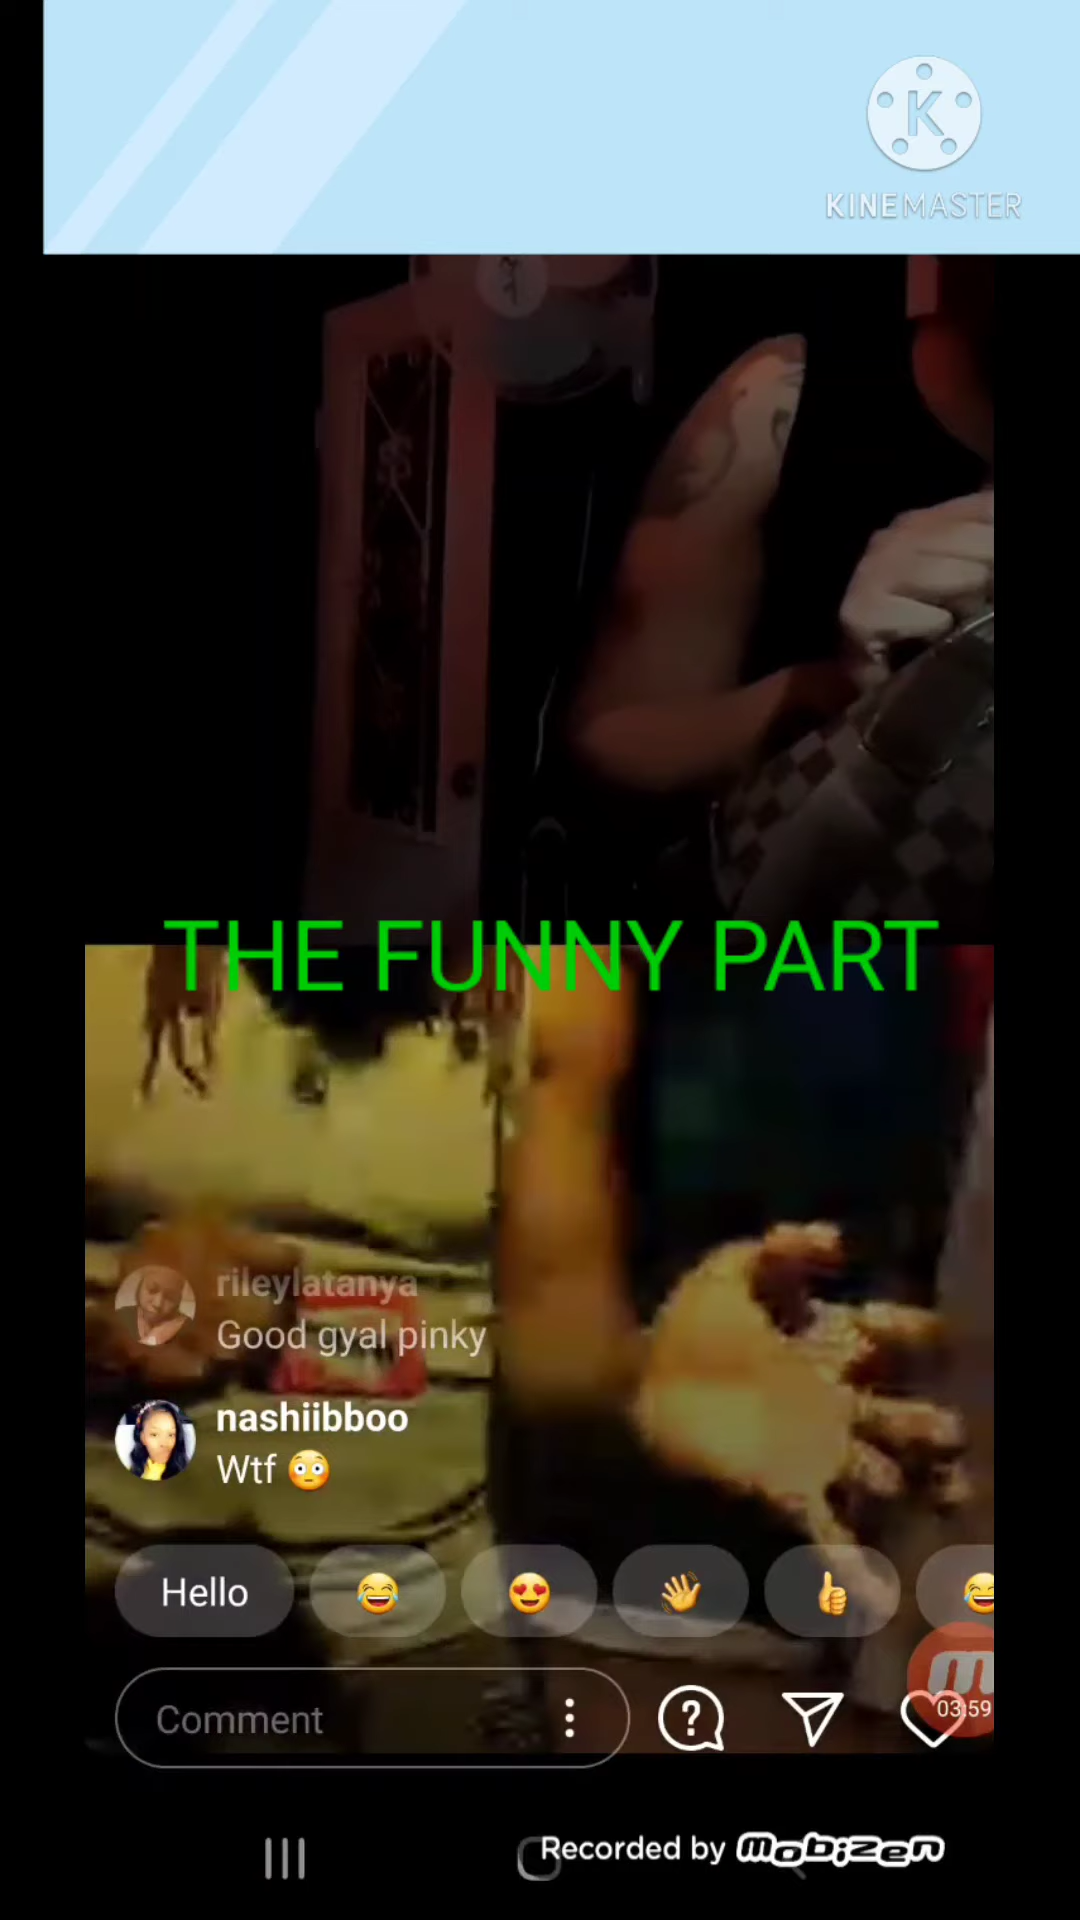 K
KINEMASTER
THE FUNNY PART
rileylatanya
Good gyal pinky
nashiibboo
Wtf 😳
Hello 😂 😍 👋 👍 😂
Comment
?
m
03:59
Recorded by mobizen